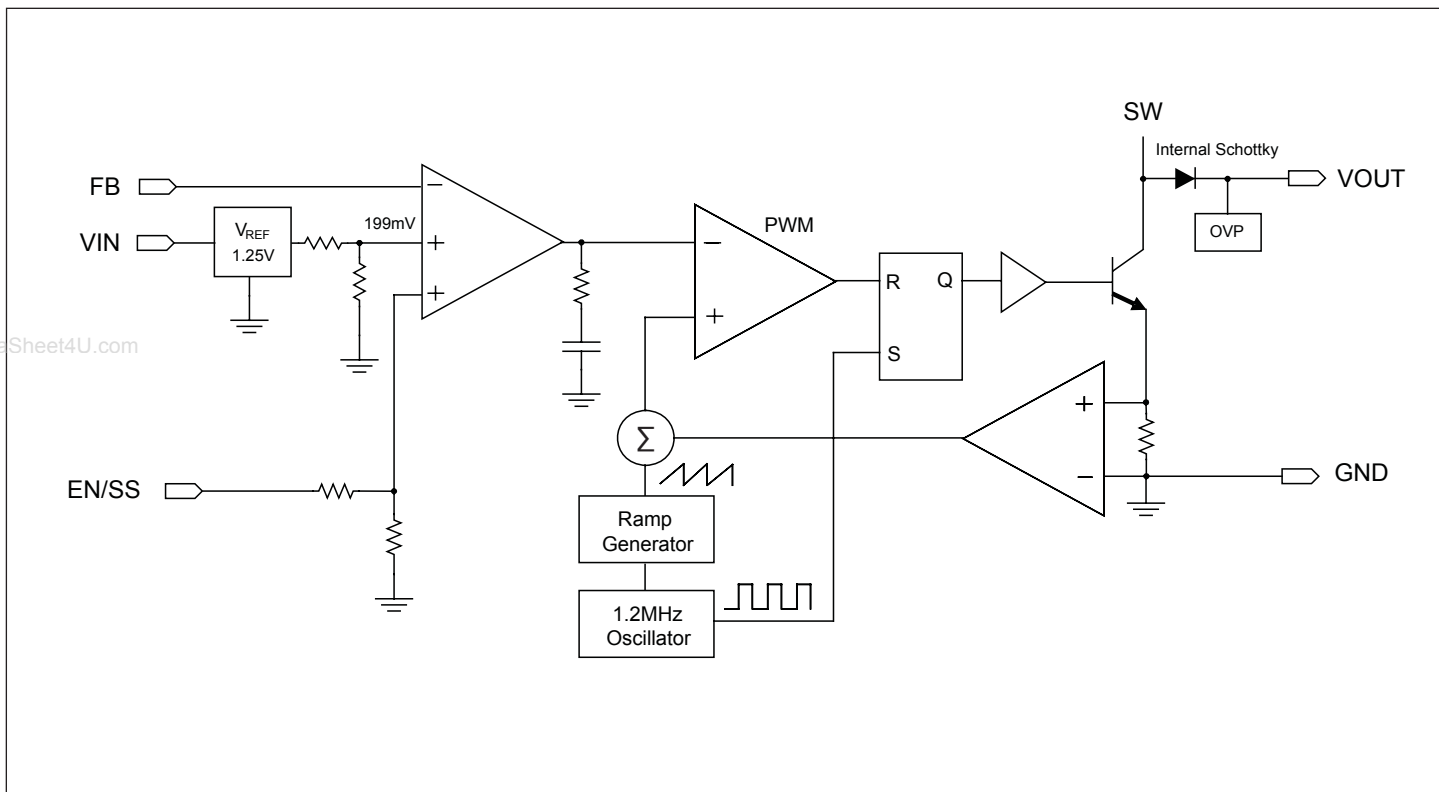 SW
Internal Schottky
FB
VOUT
PWM
199mV
VREF
1.25V
VIN
OVP
R
Q
S
aSheet4U.com
Σ
EN/SS
GND
Ramp
Generator
1.2MHz
Oscillator